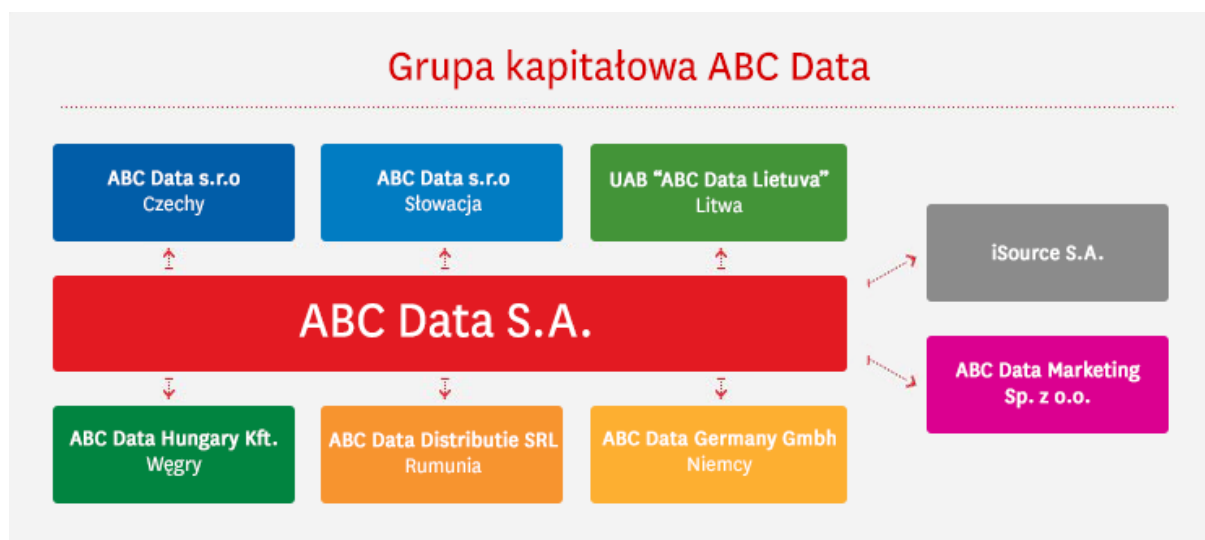 Grupa kapitałowa ABC Data
ABC Data s.r.o
Czechy
ABC Data s.r.o
Słowacja
UAB “ABC Data Lietuva”
Litwa
iSource S.A.
ABC Data S.A.
ABC Data Marketing
Sp. z o.o.
ABC Data Hungary Kft.
Węgry
ABC Data Distributie SRL
Rumunia
ABC Data Germany Gmbh
Niemcy